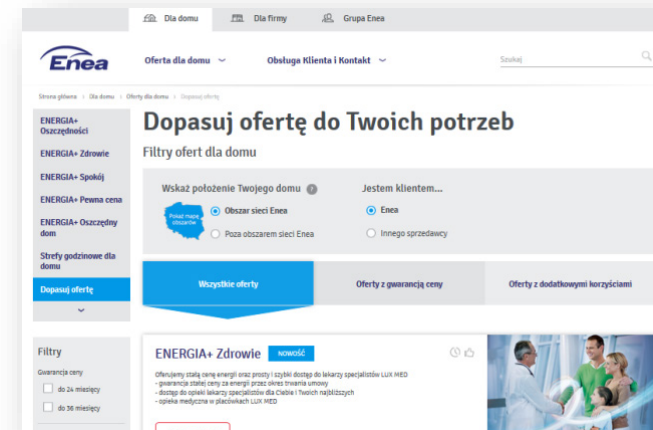 Dla domu
Dla firmy
Grupa Enea
Enea
Oferta dla domu
Obsługa Klienta i Kontakt
Szukaj
Strona główna > Dla domu > Oferty dla domu > Dopasuj ofertę
ENERGIA+
Oszczędności
ENERGIA+ Zdrowie
ENERGIA+ Spokój
ENERGIA+ Pewna cena
ENERGIA+ Oszczędny
dom
Strefy godzinowe dla
domu
Dopasuj ofertę
Dopasuj ofertę do Twoich potrzeb
Filtry ofert dla domu
Wskaż położenie Twojego domu ?
Pokaż mapę
obszarów
Obszar sieci Enea
Poza obszarem sieci Enea
Jestem klientem...
Enea
Innego sprzedawcy
Wszystkie oferty
Oferty z gwarancją ceny
Oferty z dodatkowymi korzyściami
Filtry
Gwarancja ceny
do 24 miesięcy
do 36 miesięcy
ENERGIA+ Zdrowie
NOWOŚĆ
Oferujemy stałą cenę energii oraz prosty i szybki dostęp do lekarzy specjalistów LUX MED
- gwarancja stałej ceny za energii przez okres trwania umowy
- dostęp do opieki lekarzy specjalistów dla Ciebie i Twoich najbliższych
- opieka medyczna w placówkach LUX MED